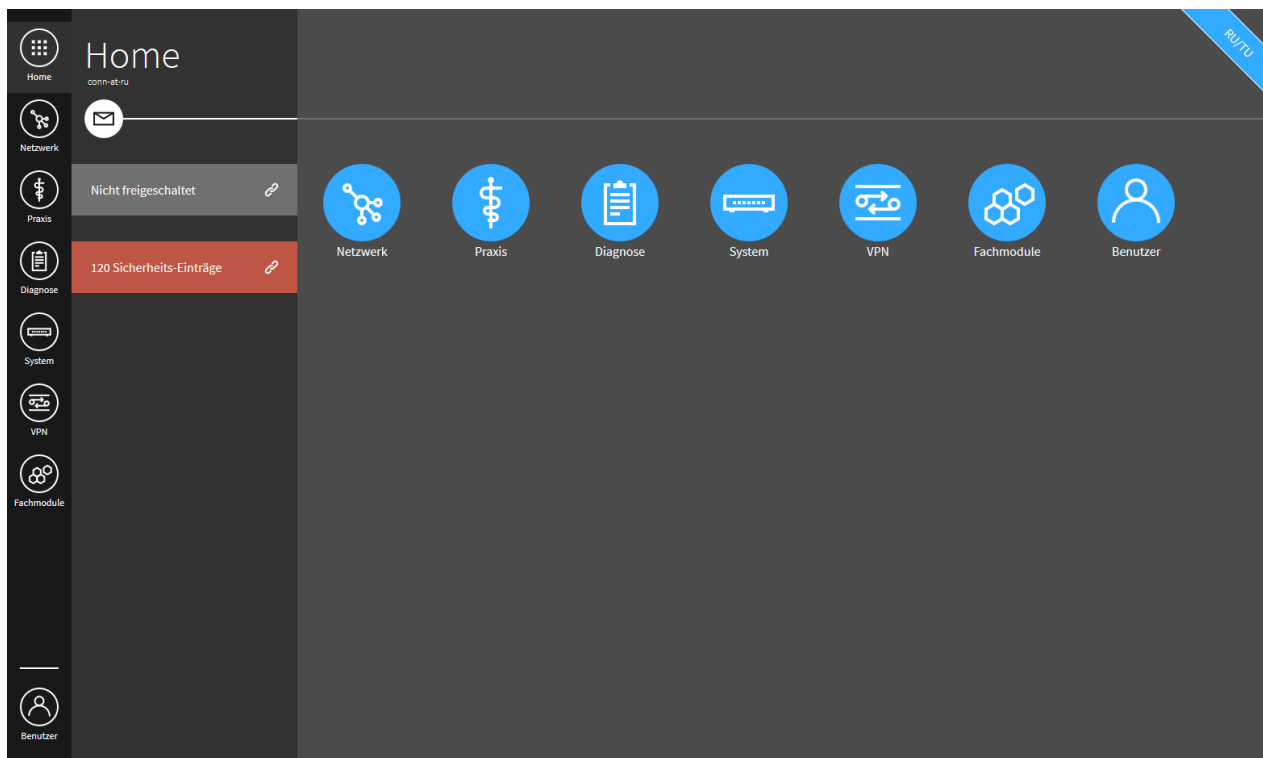 Home
Netzwerk
Praxis
Diagnose
System
VPN
Fachmodule
Benutzer
Home
conn-at-ru
Nicht freigeschaltet
120 Sicherheits-Einträge
RU/TU
Netzwerk
Praxis
Diagnose
System
VPN
Fachmodule
Benutzer